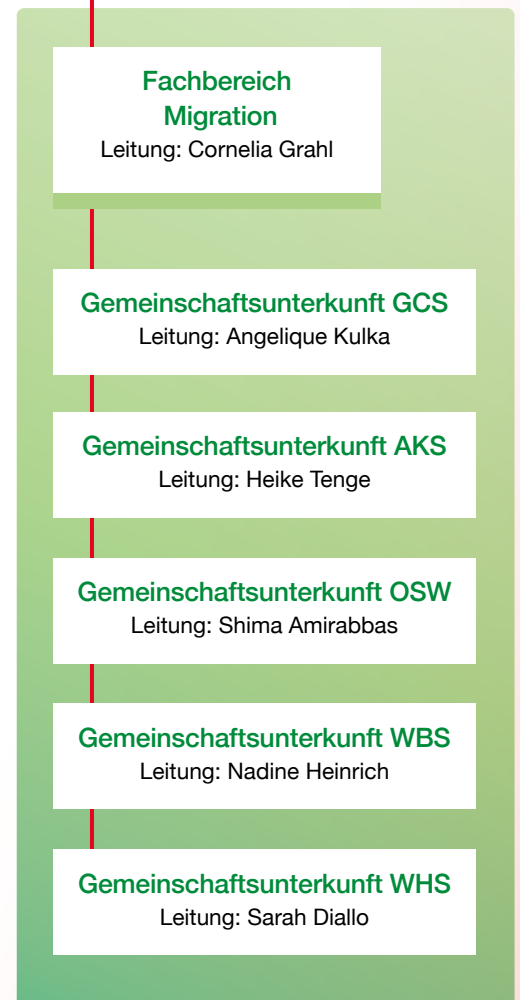 Fachbereich
Migration
Leitung: Cornelia Grahl
Gemeinschaftsunterkunft GCS
Leitung: Angelique Kulka
Gemeinschaftsunterkunft AKS
Leitung: Heike Tenge
Gemeinschaftsunterkunft OSW
Leitung: Shima Amirabbas
Gemeinschaftsunterkunft WBS
Leitung: Nadine Heinrich
Gemeinschaftsunterkunft WHS
Leitung: Sarah Diallo